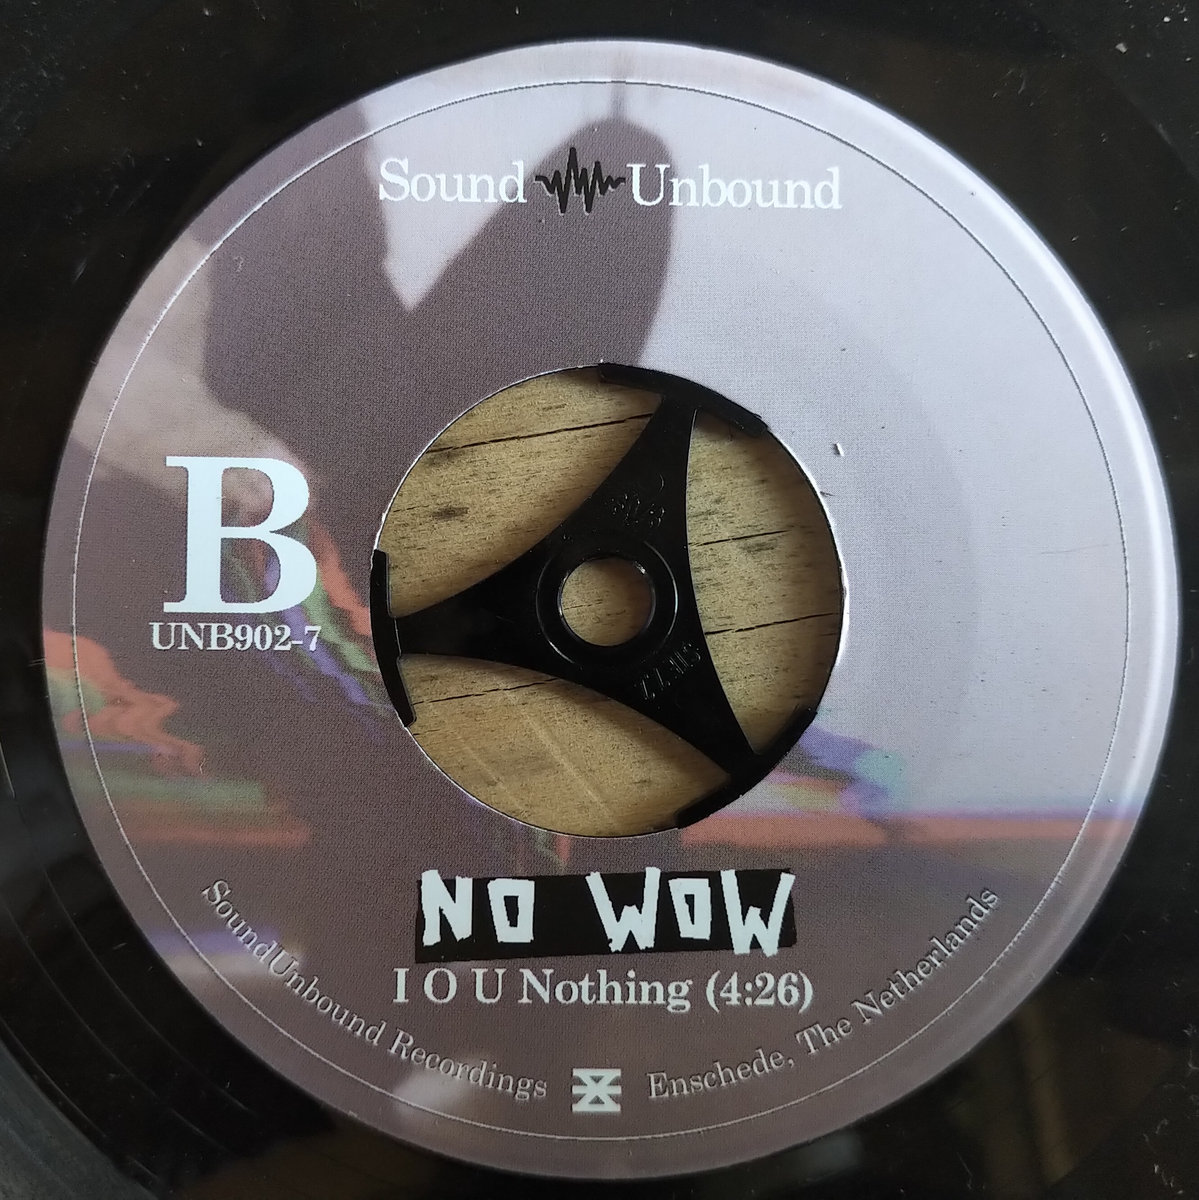 Sound Unbound
B
UNB902-7
NO WOW
I O U Nothing (4:26)
SoundUnbound Recordings
Enschede, The Netherlands